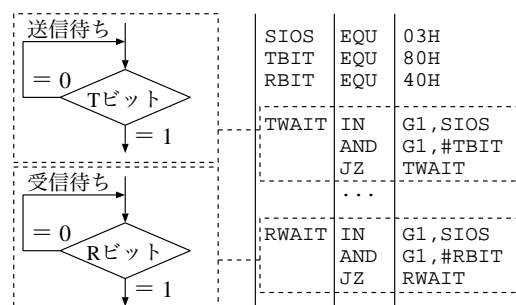 送信待ち
= 0
Tビット
= 1
受信待ち
= 0
Rビット
= 1
SIOS EQU 03H
TBIT EQU 80H
RBIT EQU 40H
TWAIT IN G1,SIOS
AND G1,#TBIT
JZ TWAIT
...
RWAIT IN G1,SIOS
AND G1,#RBIT
JZ RWAIT